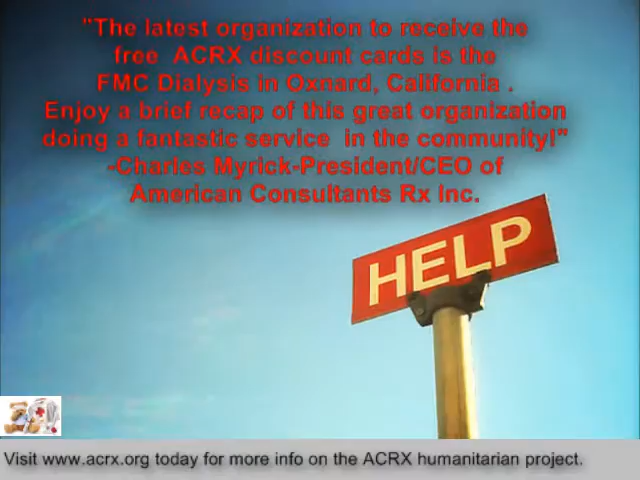 "The latest organization to receive the
free ACRX discount cards is the
FMC Dialysis in Oxnard, California .
Enjoy a brief recap of this great organization
doing a fantastic service in the community!"
-Charles Myrick-President/CEO of
American Consultants Rx Inc.
HELP
Visit www.acrx.org today for more info on the ACRX humanitarian project.